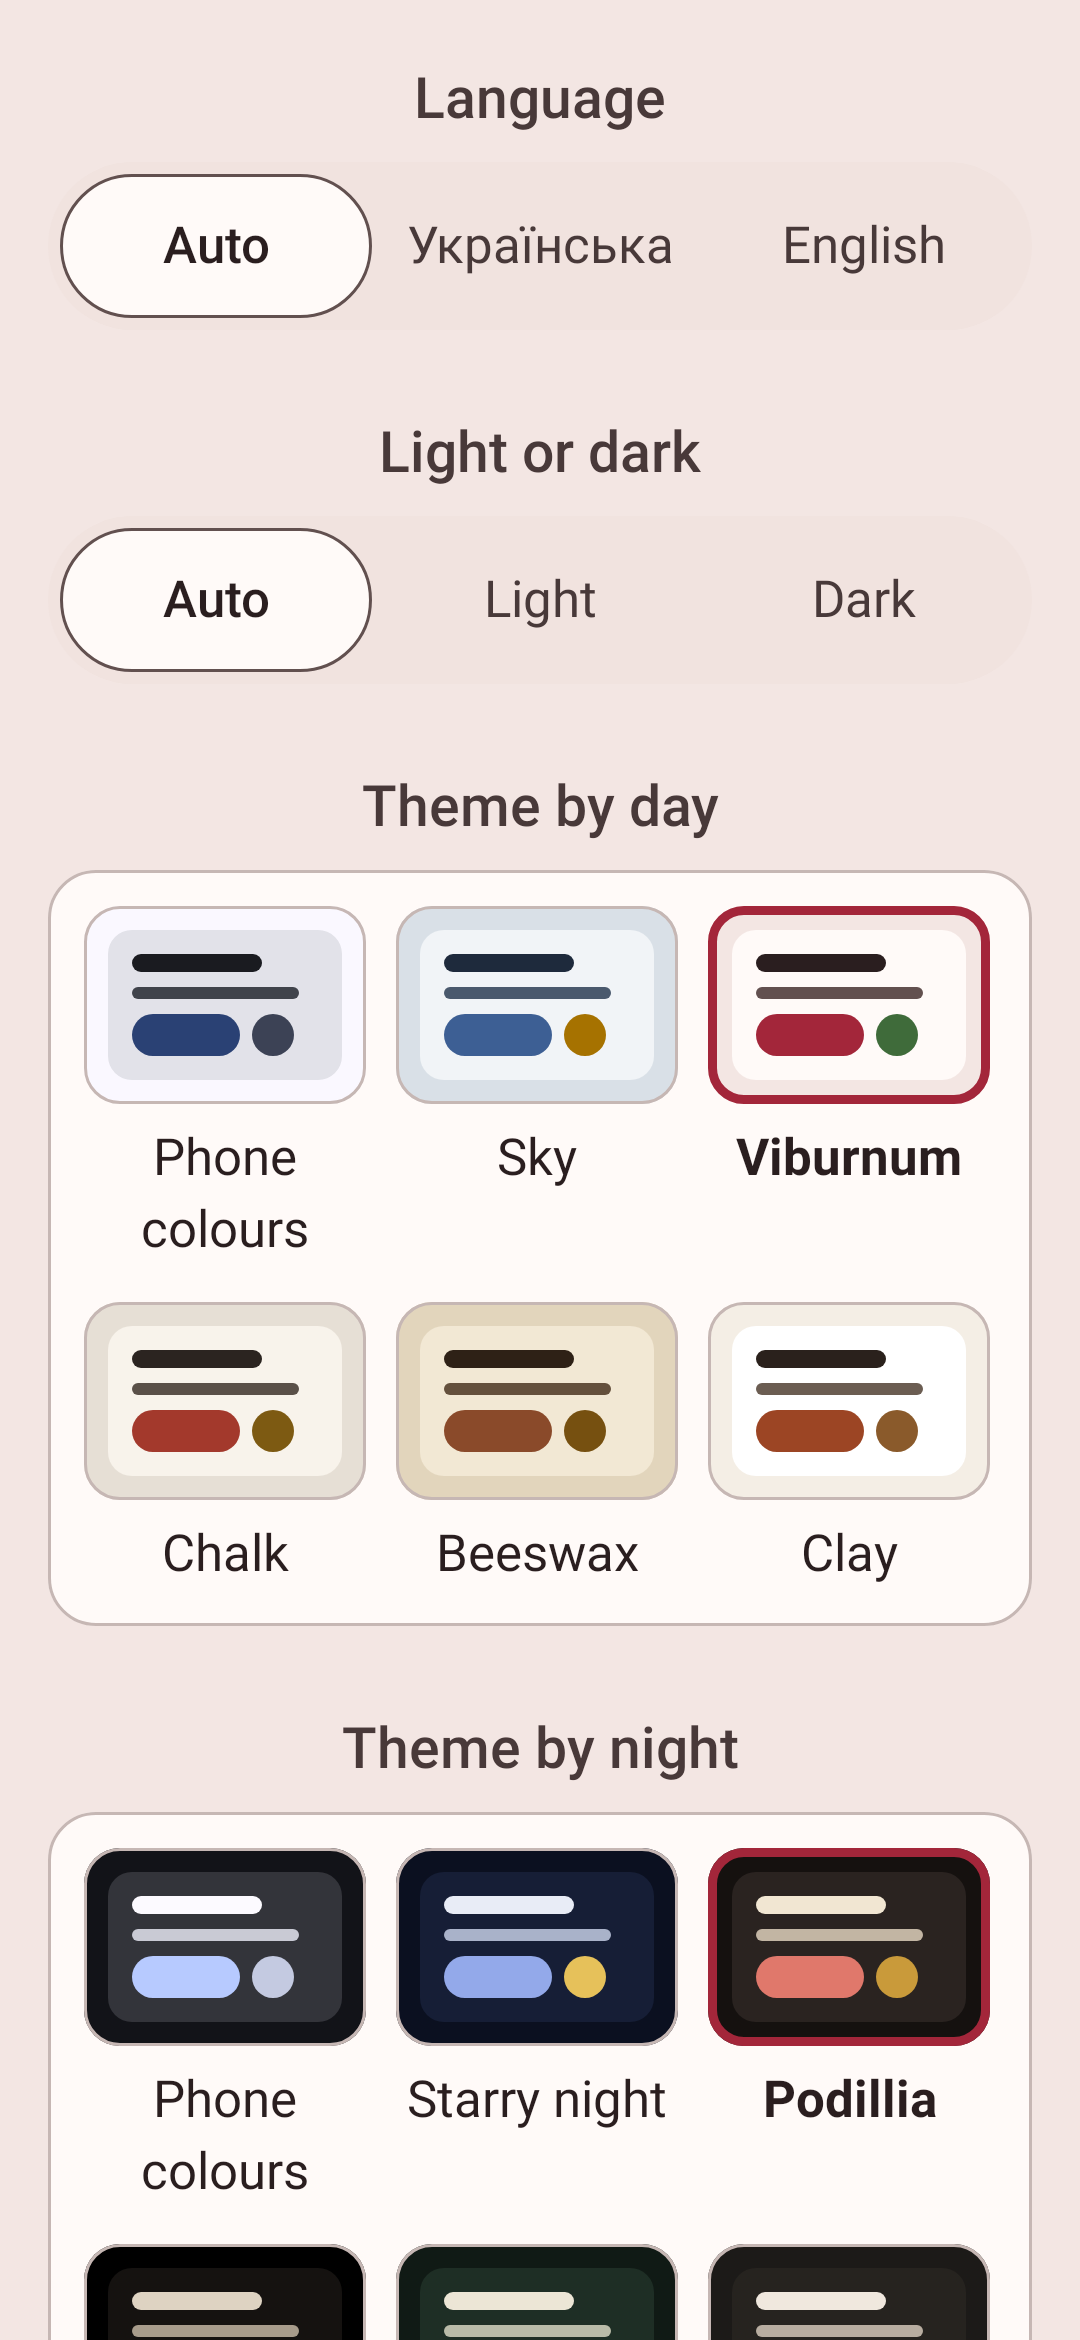 Language
Auto Українська English
Light or dark
Auto Light Dark
Theme by day
Phone colours Sky Viburnum
Chalk Beeswax Clay
Theme by night
Phone colours Starry night Podillia